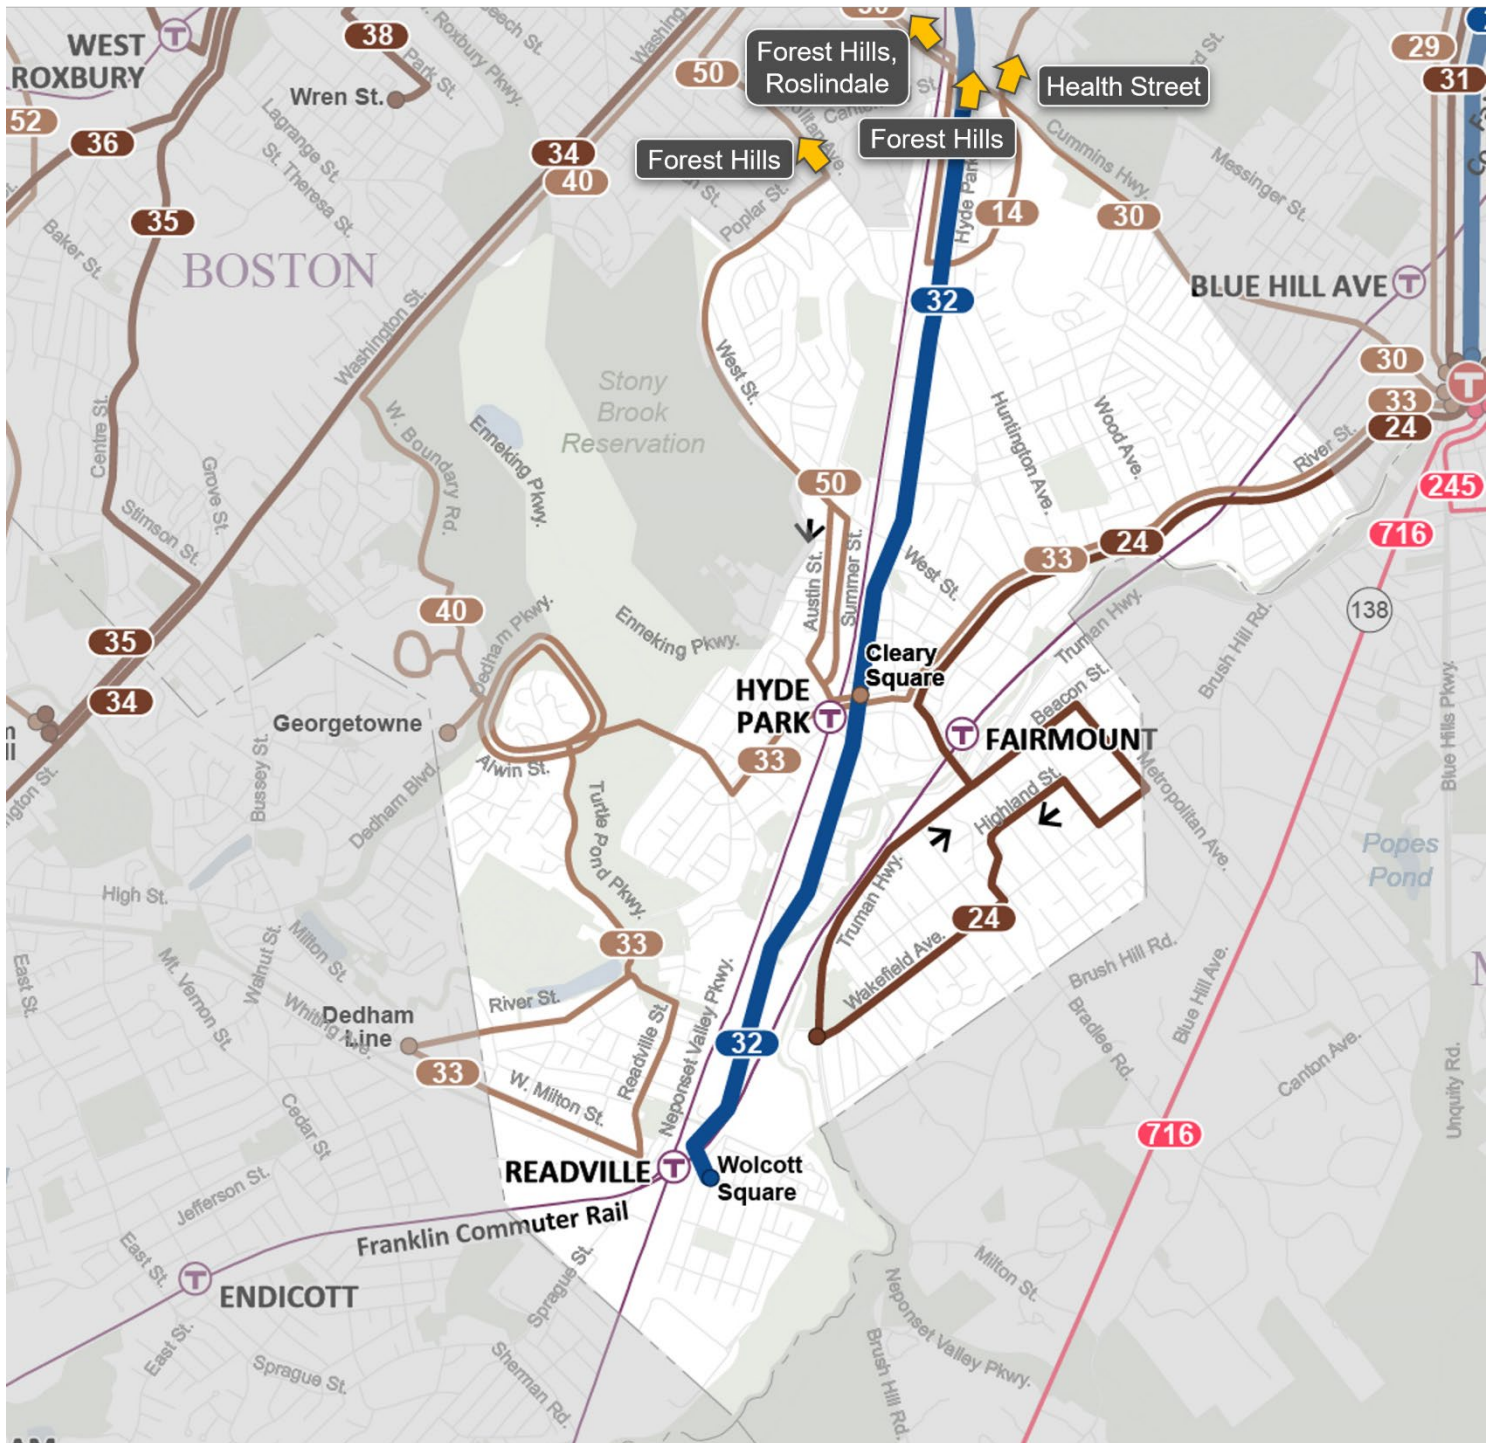 WEST
ROXBURY
38
Beech St.
W. Roxbury Pkwy.
Washington
Park St.
Wren St.
50
Forest Hills,
Roslindale
Health Street
Forest Hills
Forest Hills
29
31
52
36
Lagrange St.
St. Theresa St.
34
40
Poplar St.
Hyde Park
14
Cummins Hwy.
30
Messinger St.
35
Baker St.
BOSTON
32
BLUE HILL AVE
Washington St.
Stony
Brook
Reservation
West St.
30
33
24
Centre St.
W. Boundary
Rd.
Enneking
Pkwy.
Huntington Ave.
Wood Ave.
River St.
Grove St.
Stimson St.
50
245
716
Austin St.
Summer St.
West St.
33
24
138
40
Dedham Pkwy.
Enneking Pkwy.
Truman Hwy.
Brush Hill Rd.
35
34
Cleary
Square
HYDE
PARK
Beacon St.
FAIRMOUNT
Georgetowne
33
Alwin St.
Highland St.
Metropolitan Ave.
Blue Hills Pkwy.
Bussey St.
Dedham Blvd.
Turtle Pond Pkwy.
Popes
Pond
High St.
Truman Hwy.
24
Wakefield Ave.
33
Milton St.
Walnut St.
Mt. Vernon St.
East St.
Whiting Ave.
River St.
Dedham
Line
Neponset Valley Pkwy.
Brush Hill Rd.
Blue Hill Ave.
Bradlee Rd.
Canton Ave.
Unquity Rd.
32
33
Readville St.
W. Milton St.
Cedar St
716
READVILLE
Wolcott
Square
Jefferson St.
Franklin Commuter Rail
East St.
ENDICOTT
Sprague St.
Milton St.
Neponset Valley Pkwy.
East St.
Sprague St.
Sherman Rd.
Brush Hill Rd.